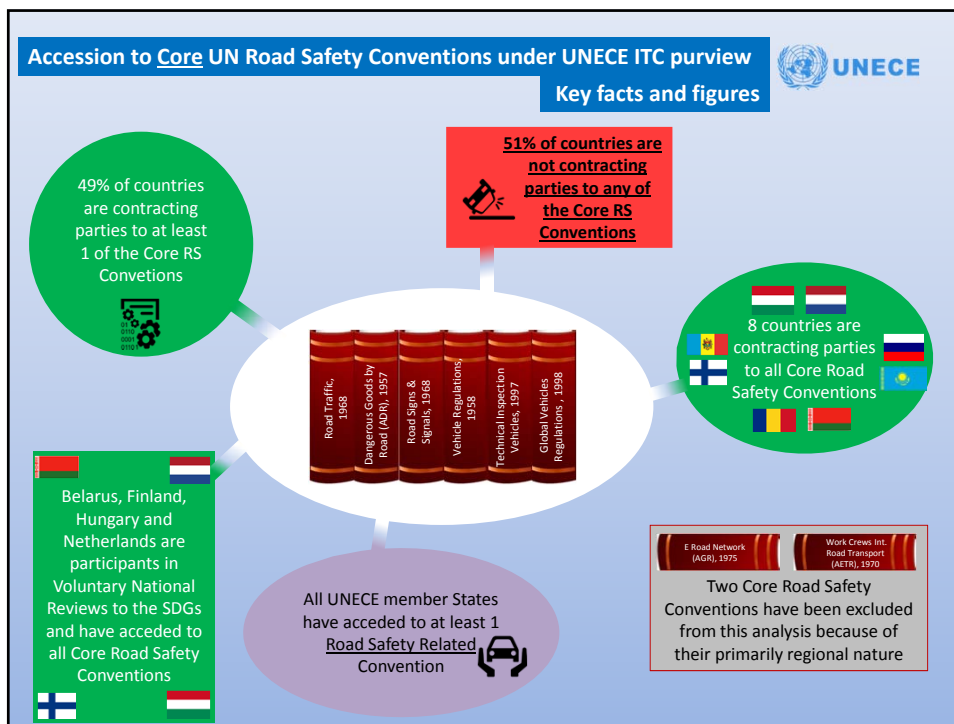 Accession to Core UN Road Safety Conventions under UNECE ITC purview
Key facts and figures
UNECE
49% of countries
are contracting
parties to at least
1 of the Core RS
Convetions
01
0110
0001
01101
51% of countries are
not contracting
parties to any of
the Core RS
Conventions
8 countries are
contracting parties
to all Core Road
Safety Conventions
Road Traffic,
1968
Dangerous Goods by
Road (ADR), 1957
Road Signs &
Signals, 1968
Vehicle Regulations,
1958
Technical Inspection
Vehicles, 1997
Global Vehicles
Regulations , 1998
Belarus, Finland,
Hungary and
Netherlands are
participants in
Voluntary National
Reviews to the SDGs
and have acceded to
all Core Road Safety
Conventions
All UNECE member States
have acceded to at least 1
Road Safety Related
Convention
E Road Network
(AGR), 1975
Work Crews Int.
Road Transport
(AETR), 1970
Two Core Road Safety
Conventions have been excluded
from this analysis because of
their primarily regional nature